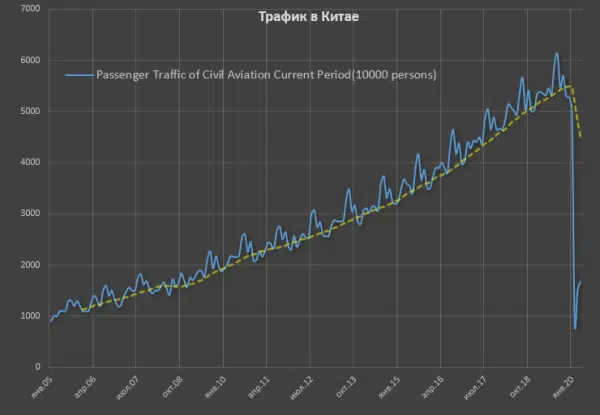 Трафик в Китае
7000
6000
5000
4000
3000
2000
1000
0
Passenger Traffic of Civil Aviation Current Period(10000 persons)
янв.05
апр.06
июл.07
окт.08
янв.10
апр.11
июл.12
окт.13
янв.15
апр.16
июл.17
окт.18
янв.20